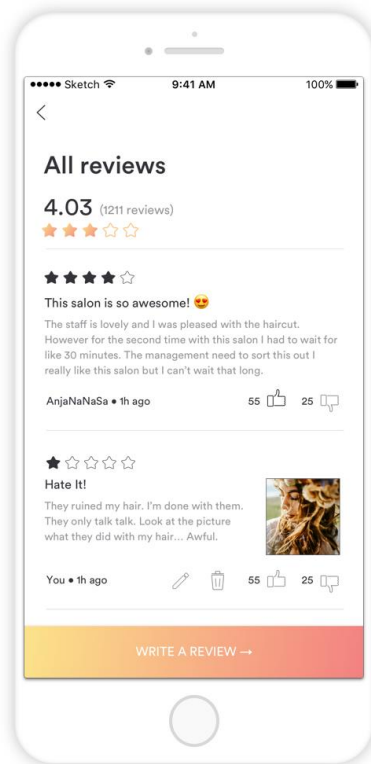 Sketch 9:41 AM 100%
All reviews
4.03 (1211 reviews)
This salon is so awesome! 😍
The staff is lovely and I was pleased with the haircut.
However for the second time with this salon I had to wait for
like 30 minutes. The management need to sort this out I
really like this salon but I can't wait that long.
AnjaNaNaSa • 1h ago 55 25
Hate It!
They ruined my hair. I'm done with them.
They only talk talk. Look at the picture
what they did with my hair... Awful.
You • 1h ago 55 25
WRITE A REVIEW →